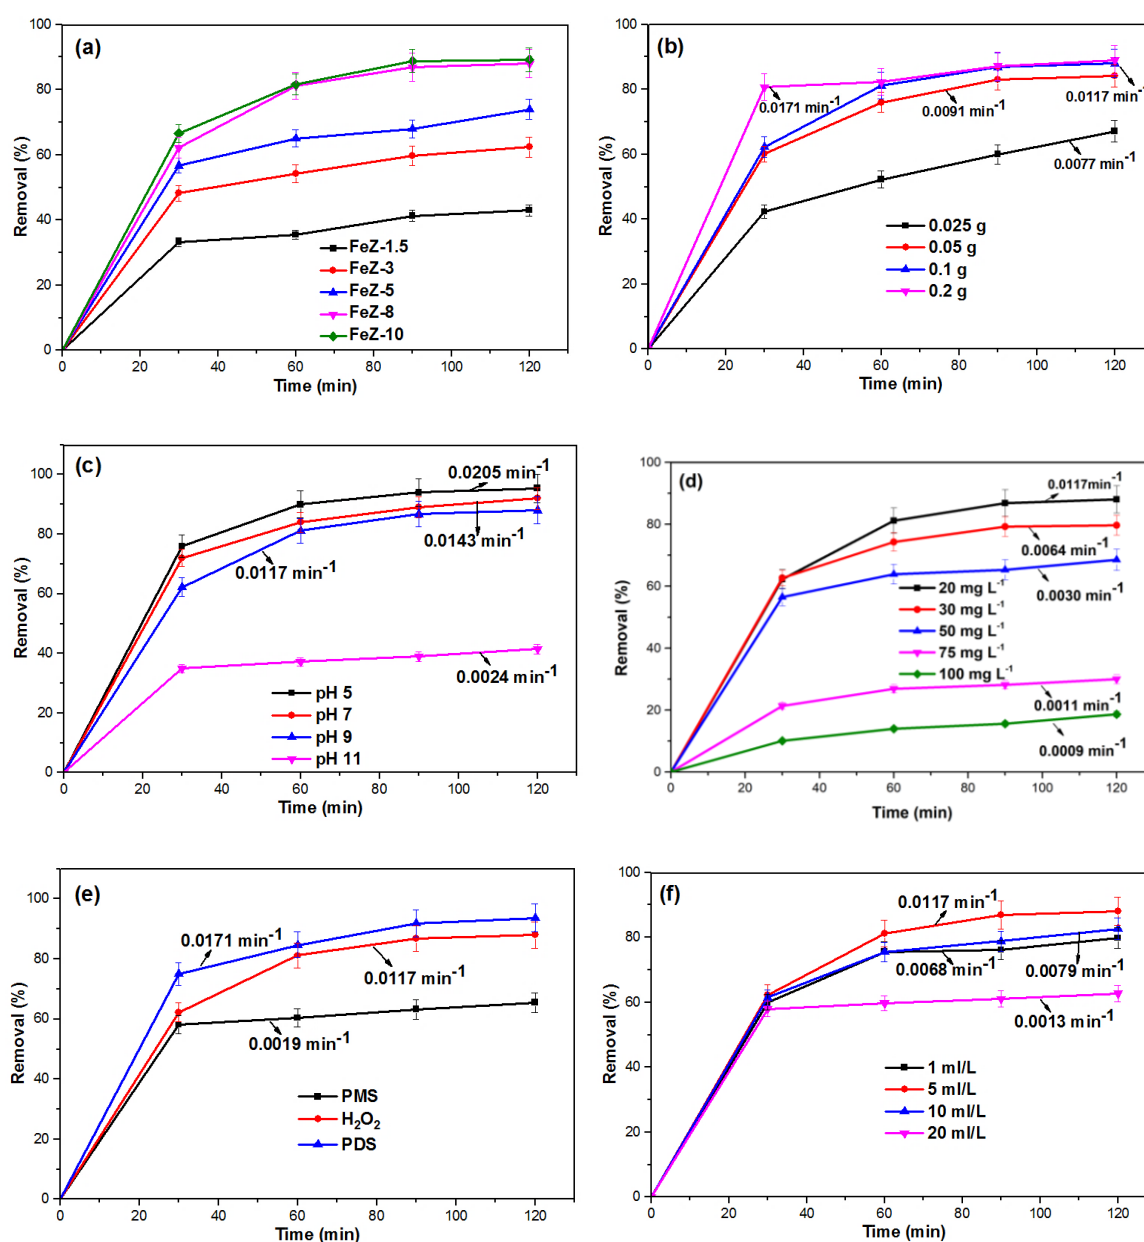 (a)
Removal (%)
100
80
60
40
20
0
FeZ-1.5
FeZ-3
FeZ-5
FeZ-8
FeZ-10
0 20 40 60 80 100 120
Time (min)
(b)
Removal (%)
100
80
60
40
20
0
0.0171 min⁻¹
0.0091 min⁻¹
0.0117 min⁻¹
0.0077 min⁻¹
0.025 g
0.05 g
0.1 g
0.2 g
0 20 40 60 80 100 120
Time (min)
(c)
Removal (%)
100
80
60
40
20
0
0.0205 min⁻¹
0.0143 min⁻¹
0.0117 min⁻¹
0.0024 min⁻¹
pH 5
pH 7
pH 9
pH 11
0 20 40 60 80 100 120
Time (min)
(d)
Removal (%)
100
80
60
40
20
0
0.0117min⁻¹
0.0064 min⁻¹
0.0030 min⁻¹
20 mg L⁻¹
30 mg L⁻¹
50 mg L⁻¹
75 mg L⁻¹
100 mg L⁻¹
0.0011 min⁻¹
0.0009 min⁻¹
0 20 40 60 80 100 120
Time (min)
(e)
Removal (%)
100
80
60
40
20
0
0.0171 min⁻¹
0.0117 min⁻¹
0.0019 min⁻¹
PMS
H₂O₂
PDS
0 20 40 60 80 100 120
Time (min)
(f)
Removal (%)
100
80
60
40
20
0
0.0117 min⁻¹
0.0068 min⁻¹
0.0079 min⁻¹
0.0013 min⁻¹
1 ml/L
5 ml/L
10 ml/L
20 ml/L
0 20 40 60 80 100 120
Time (min)